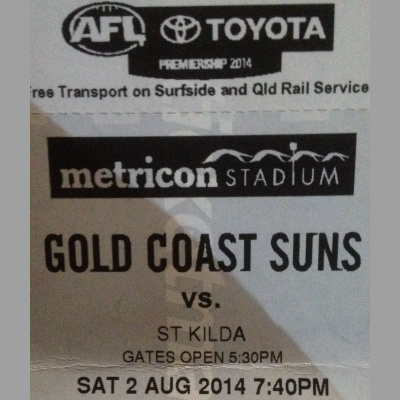 AFL TOYOTA
PREMIERSHIP 2014
ree Transport on Surfside and Qld Rail Service
metricon STADIUM
GOLD COAST SUNS
vs.
ST KILDA
GATES OPEN 5:30PM
SAT 2 AUG 2014 7:40PM